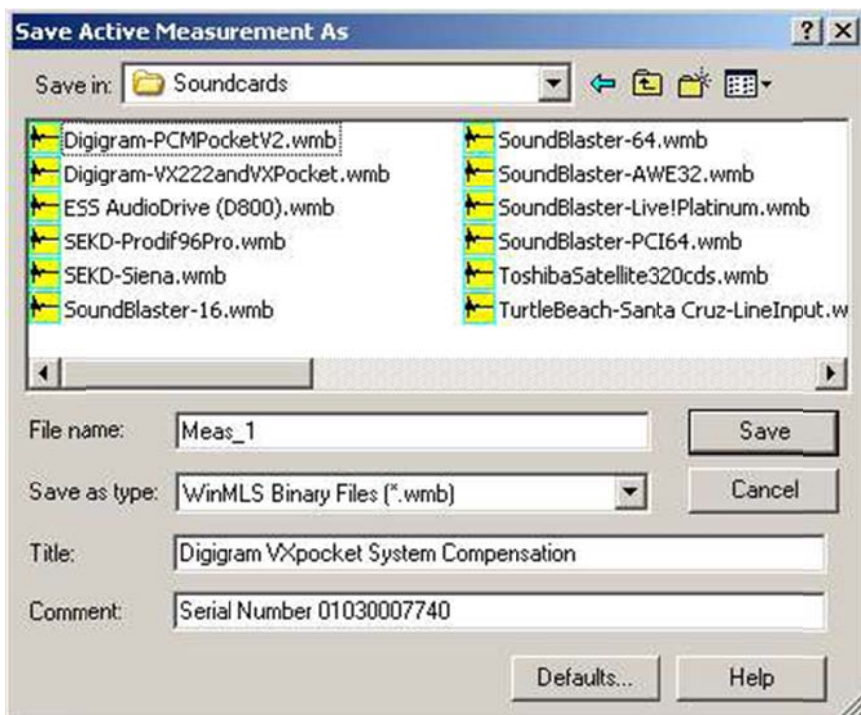 Save Active Measurement As
Save in: Soundcards
Digigram-PCMPocketV2.wmb
Digigram-VX222andVXPocket.wmb
ESS AudioDrive (D800).wmb
SEKD-Prodif96Pro.wmb
SEKD-Siena.wmb
SoundBlaster-16.wmb
SoundBlaster-64.wmb
SoundBlaster-AWE32.wmb
SoundBlaster-Live!Platinum.wmb
SoundBlaster-PCI64.wmb
ToshibaSatellite320cds.wmb
TurtleBeach-Santa Cruz-LineInput.w
File name: Meas_1 Save
Save as type: WinMLS Binary Files (*.wmb) Cancel
Title: Digigram VXpocket System Compensation
Comment: Serial Number 01030007740
Defaults... Help